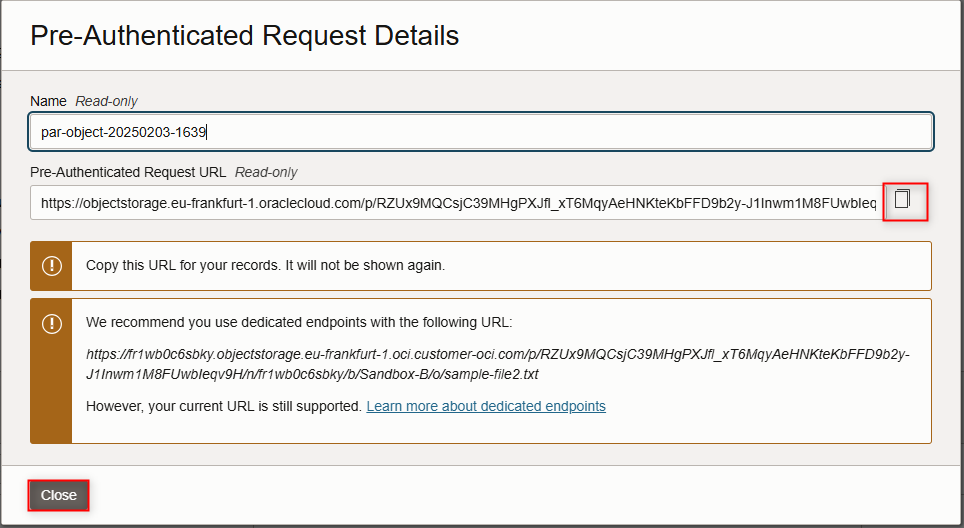 Pre-Authenticated Request Details
Name Read-only
par-object-20250203-1639
Pre-Authenticated Request URL Read-only
https://objectstorage.eu-frankfurt-1.oraclecloud.com/p/RZUx9MQCsjC39MHgPXJfl_xT6MqyAeHNKteKbFFD9b2y-J1Inwm1M8FUwbIeq
Copy this URL for your records. It will not be shown again.
We recommend you use dedicated endpoints with the following URL:
https://fr1wb0c6sbky.objectstorage.eu-frankfurt-1.oci.customer-oci.com/p/RZUx9MQCsjC39MHgPXJfl_xT6MqyAeHNKteKbFFD9b2y-
J1Inwm1M8FUwbIeqv9H/n/fr1wb0c6sbky/b/Sandbox-B/o/sample-file2.txt
However, your current URL is still supported. Learn more about dedicated endpoints
Close